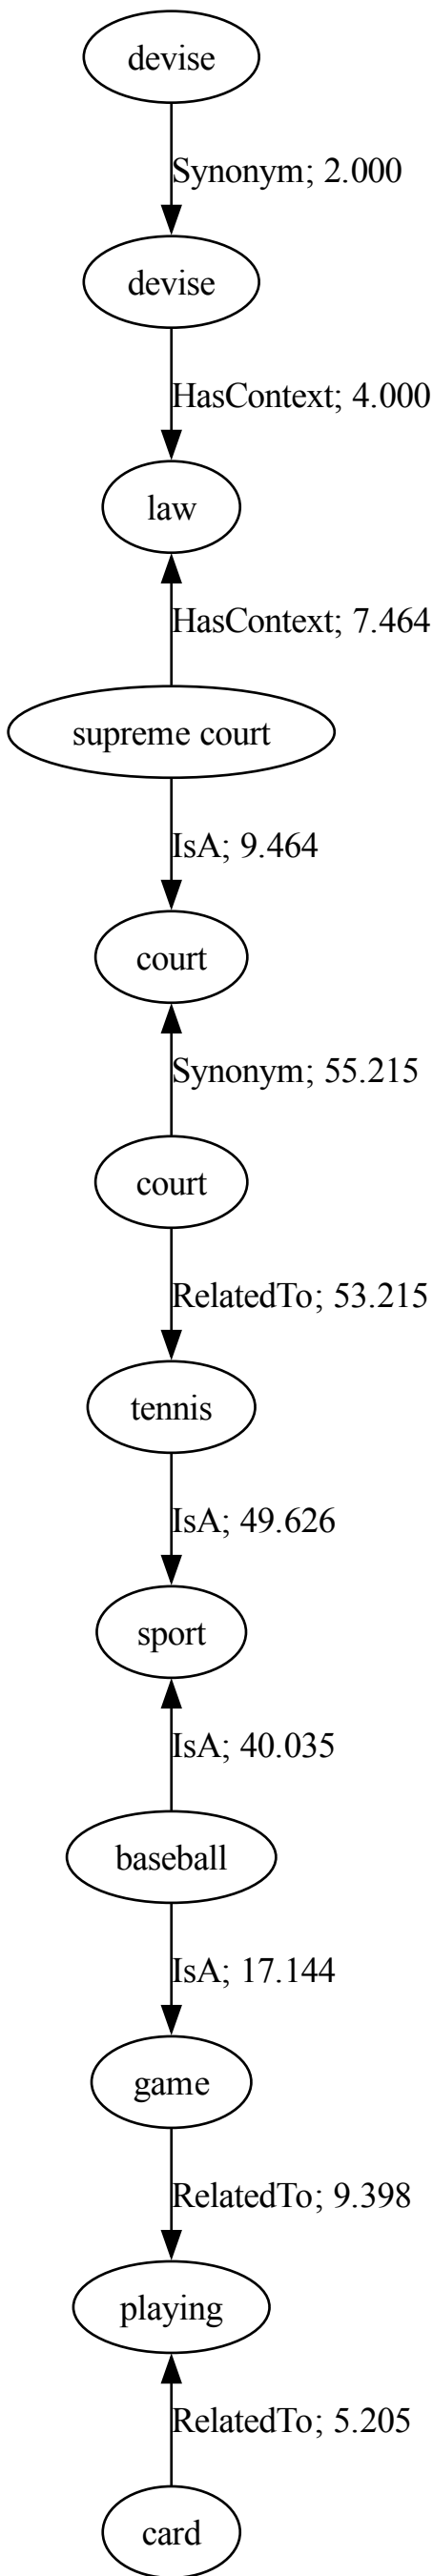 devise
Synonym; 2.000
devise
HasContext; 4.000
law
HasContext; 7.464
supreme court
IsA; 9.464
court
Synonym; 55.215
court
RelatedTo; 53.215
tennis
IsA; 49.626
sport
IsA; 40.035
baseball
IsA; 17.144
game
RelatedTo; 9.398
playing
RelatedTo; 5.205
card